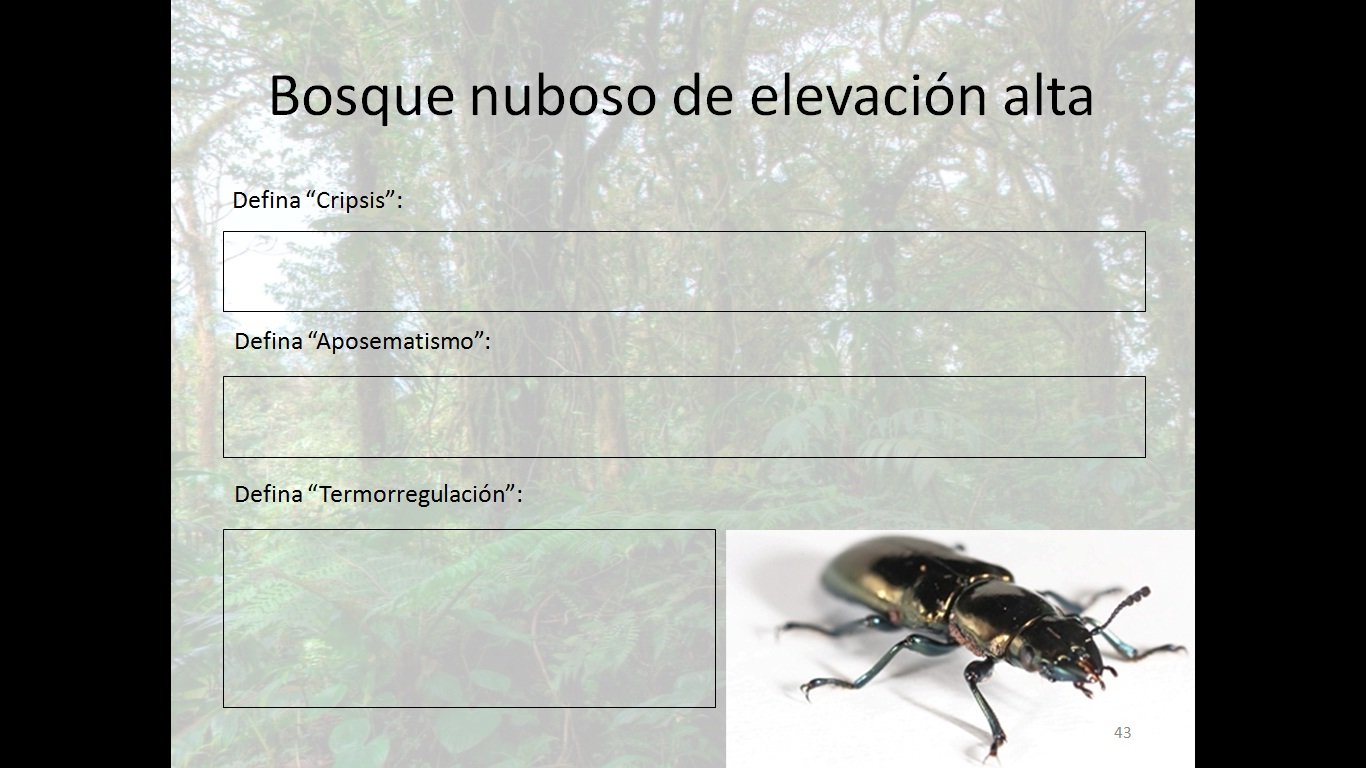 Bosque nuboso de elevación alta
Defina “Cripsis”:
Defina “Aposematismo”:
Defina “Termorregulación”:
43